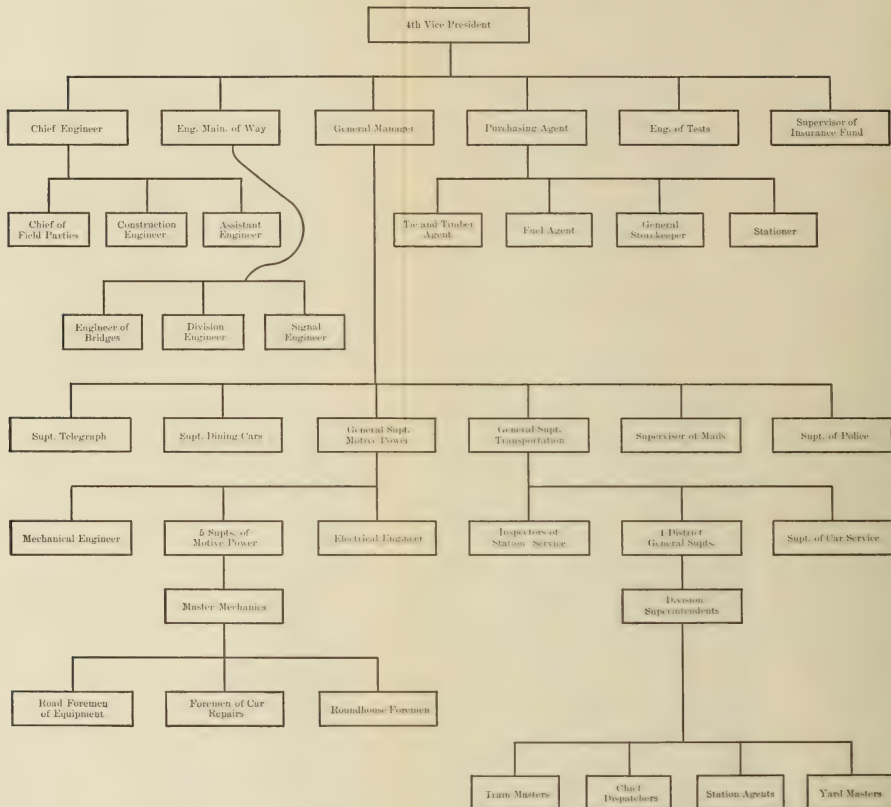 4th Vice President
Chief Engineer
Eng. Main. of Way
General Manager
Purchasing Agent
Eng. of Tests
Supervisor of
Insurance Fund
Chief of
Field Parties
Construction
Engineer
Assistant
Engineer
Tie and Timber
Agent
Fuel Agent
General
Storekeeper
Stationer
Engineer of
Bridges
Division
Engineer
Signal
Engineer
Supt. Telegraph
Supt. Dining Cars
General Supt.
Motive Power
General Supt.
Transportation
Supervisor of Mails
Supt. of Police
Mechanical Engineer
5 Supts. of
Motive Power
Electrical Engineer
Inspectors of
Station Service
4 District
General Supts.
Supt. of Car Service
Master Mechanics
Division
Superintendents
Road Foremen
of Equipment
Foremen of Car
Repairs
Roundhouse Foremen
Train Masters
Chief
Dispatchers
Station Agents
Yard Masters